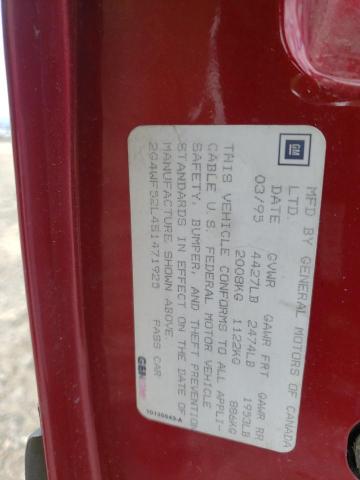 GM
MFD BY GENERAL MOTORS OF CANADA
LTD.
DATE GVWR GAWR FRT GAWR RR
03/95 4427LB 2474LB 1953LB
2008KG 1122KG 886KG
THIS VEHICLE CONFORMS TO ALL APPLI-
CABLE U.S. FEDERAL MOTOR VEHICLE
SAFETY, BUMPER, AND THEFT PREVENTION
STANDARDS IN EFFECT ON THE DATE OF
MANUFACTURE SHOWN ABOVE
2G4WF52L4S1471925 PASS CAR